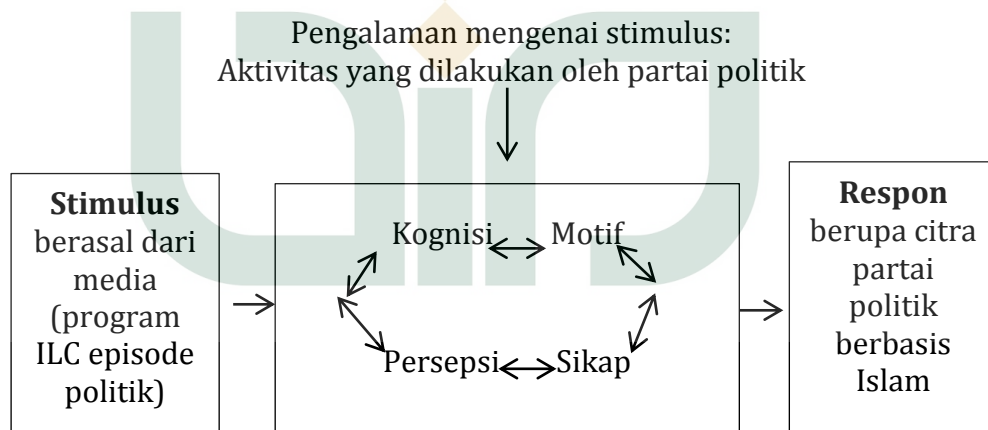 Pengalaman mengenai stimulus:
Aktivitas yang dilakukan oleh partai politik
Stimulus
berasal dari
media
(program
ILC episode
politik)
Kognisi
Motif
Persepsi
Sikap
Respon
berupa citra
partai
politik
berbasis
Islam